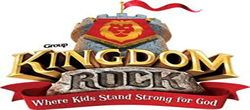 Group
KINGDOM
ROCK
Where Kids Stand Strong for God